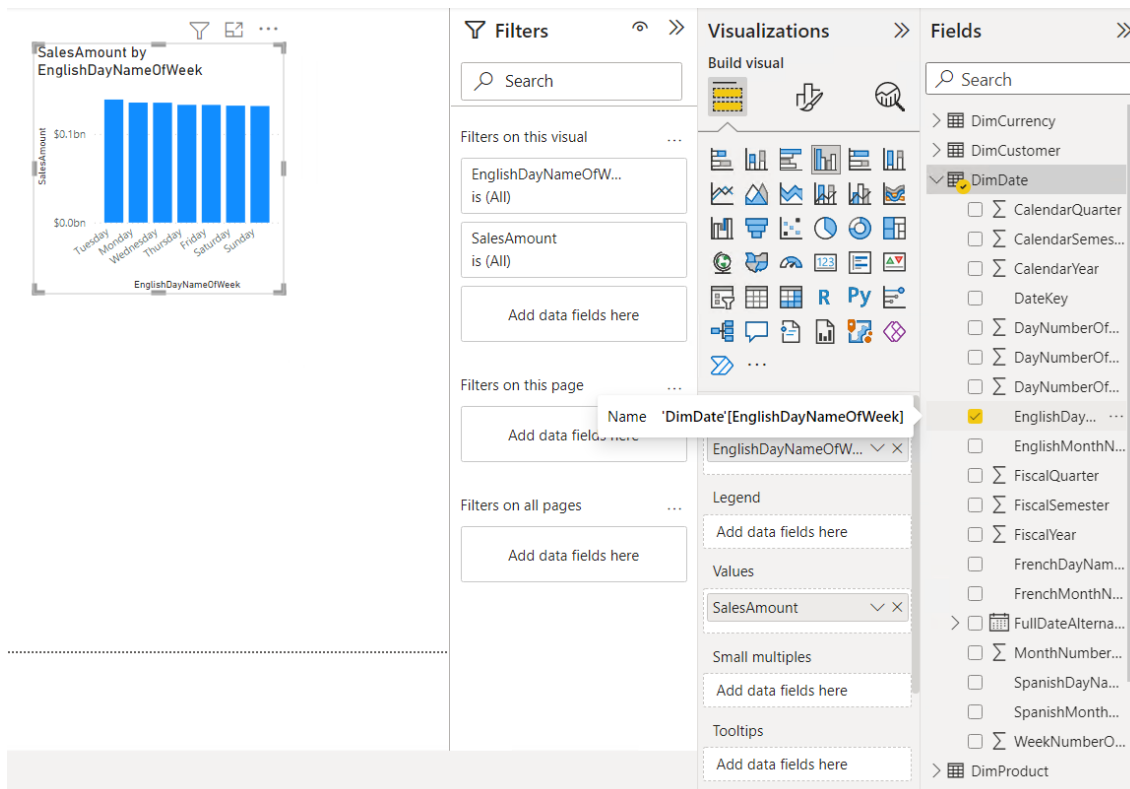 SalesAmount by
EnglishDayNameOfWeek
SalesAmount
$0.1bn
$0.0bn
Tuesday
Monday
Wednesday
Thursday
Friday
Saturday
Sunday
EnglishDayNameOfWeek
Filters
Search
Filters on this visual
...
EnglishDayNameOfW...
is (All)
SalesAmount
is (All)
Add data fields here
Filters on this page
...
Add data fields here
Filters on all pages
...
Add data fields here
Visualizations
Build visual
123
R
Py
...
Name 'DimDate'[EnglishDayNameOfWeek]
EnglishDayNameOfW...
Legend
Add data fields here
Values
SalesAmount
Small multiples
Add data fields here
Tooltips
Add data fields here
Fields
Search
DimCurrency
DimCustomer
DimDate
CalendarQuarter
CalendarSemes...
CalendarYear
DateKey
DayNumberOf...
DayNumberOf...
DayNumberOf...
EnglishDay... ...
EnglishMonthN...
FiscalQuarter
FiscalSemester
FiscalYear
FrenchDayNam...
FrenchMonthN...
FullDateAlterna...
MonthNumber...
SpanishDayNa...
SpanishMonth...
WeekNumberO...
DimProduct